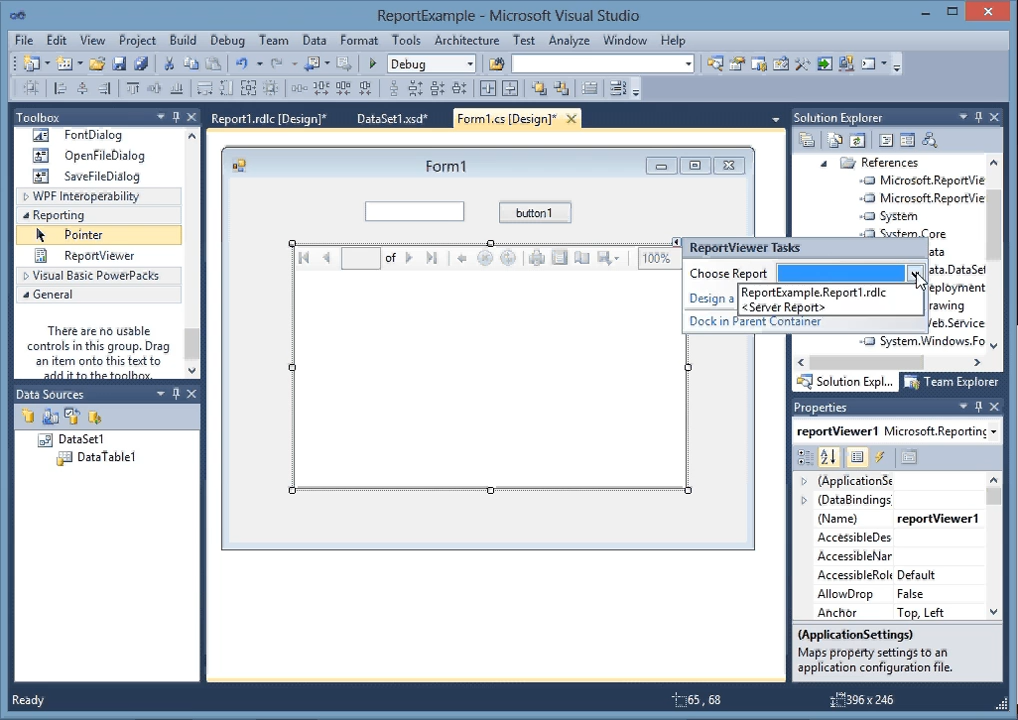 ReportExample - Microsoft Visual Studio
File Edit View Project Build Debug Team Data Format Tools Architecture Test Analyze Window Help
Debug
Toolbox
FontDialog
OpenFileDialog
SaveFileDialog
WPF Interoperability
Reporting
Pointer
ReportViewer
Visual Basic PowerPacks
General
There are no usable
controls in this group. Drag
an item onto this text to
add it to the toolbox.
Data Sources
DataSet1
DataTable1
Report1.rdlc [Design]* DataSet1.xsd* Form1.cs [Design]*
Form1
button1
of 100%
ReportViewer Tasks
Choose Report
ReportExample.Report1.rdlc
<Server Report>
Design a
Dock in Parent Container
Solution Explorer
References
Microsoft.ReportVie
Microsoft.ReportVie
System
System.Core
ata
ata.DataSet
eployment
rawing
eb.Service
System.Windows.Fo
Solution Expl... Team Explorer
Properties
reportViewer1 Microsoft.Reporting
(ApplicationSe
(DataBindings
(Name) reportViewer1
AccessibleDes
AccessibleNar
AccessibleRole Default
AllowDrop False
Anchor Top, Left
(ApplicationSettings)
Maps property settings to an
application configuration file.
Ready 65 , 68 396 x 246